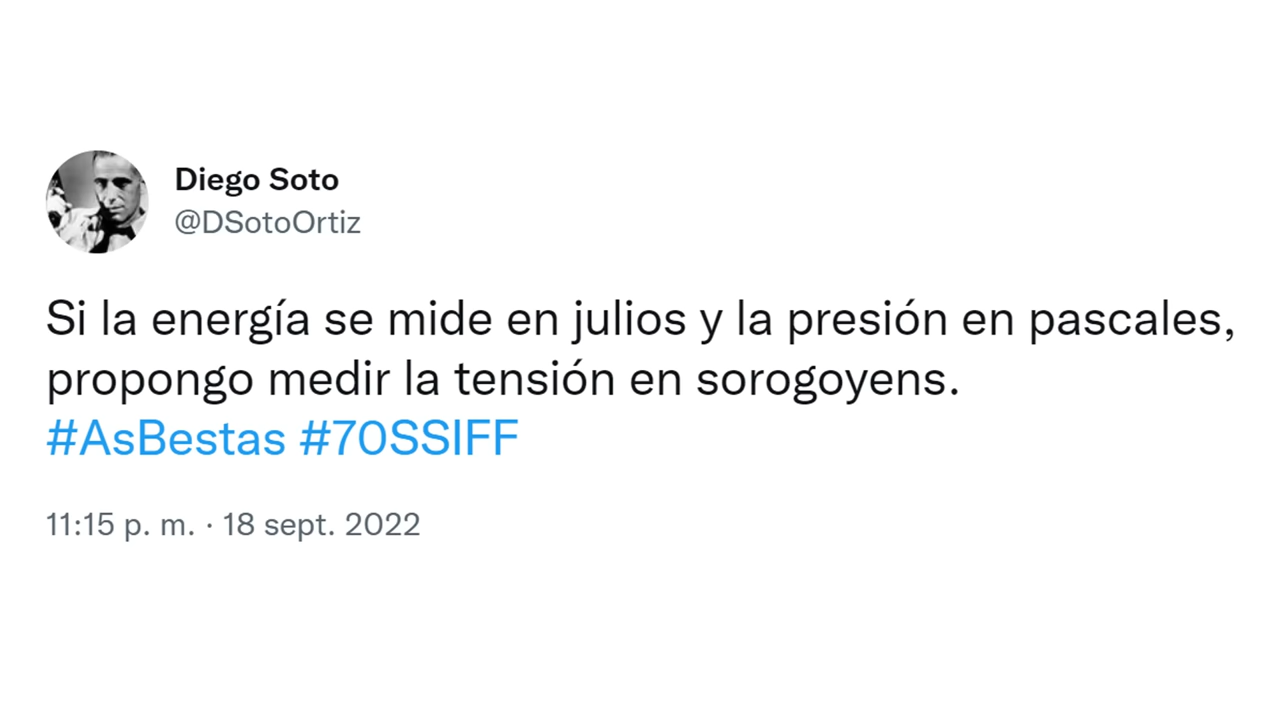 Diego Soto
@DSotoOrtiz
Si la energía se mide en julios y la presión en pascales,
propongo medir la tensión en sorogoyens.
#AsBestas #70SSIFF
11:15 p. m. · 18 sept. 2022